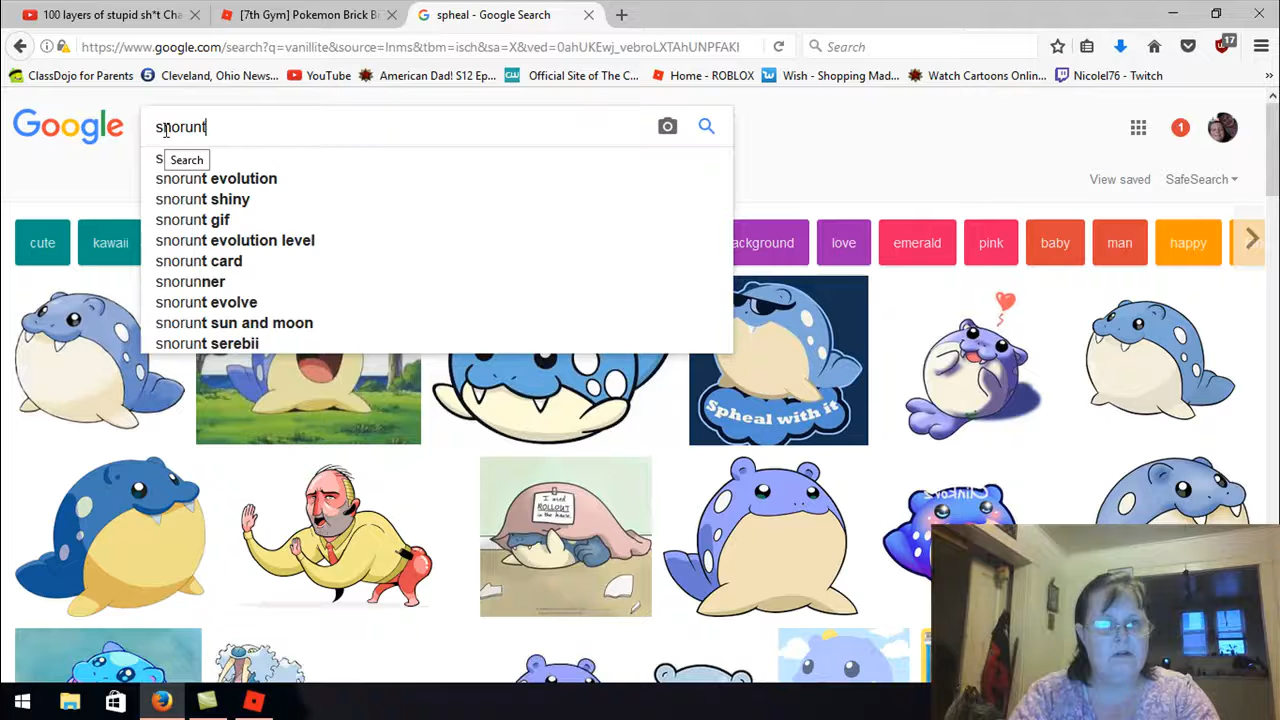 100 layers of stupid sh*t Cha
[7th Gym] Pokemon Brick B
spheal - Google Search
https://www.google.com/search?q=vanillite&source=lnms&tbm=isch&sa=X&ved=0ahUKEwj_vebroLXTAhUNPFAKI
Search
17
ClassDojo for Parents
Cleveland, Ohio News...
YouTube
American Dad! S12 Ep...
Official Site of The C...
Home - ROBLOX
Wish - Shopping Mad...
Watch Cartoons Onlin...
Nicolel76 - Twitch
Google
snorunt
1
s
Search
snorunt evolution
snorunt shiny
snorunt gif
snorunt evolution level
snorunt card
snorunner
snorunt evolve
snorunt sun and moon
snorunt serebii
View saved
SafeSearch
cute
kawaii
ackground
love
emerald
pink
baby
man
happy
Spheal with it
I used
ROLLOUT
in the house.